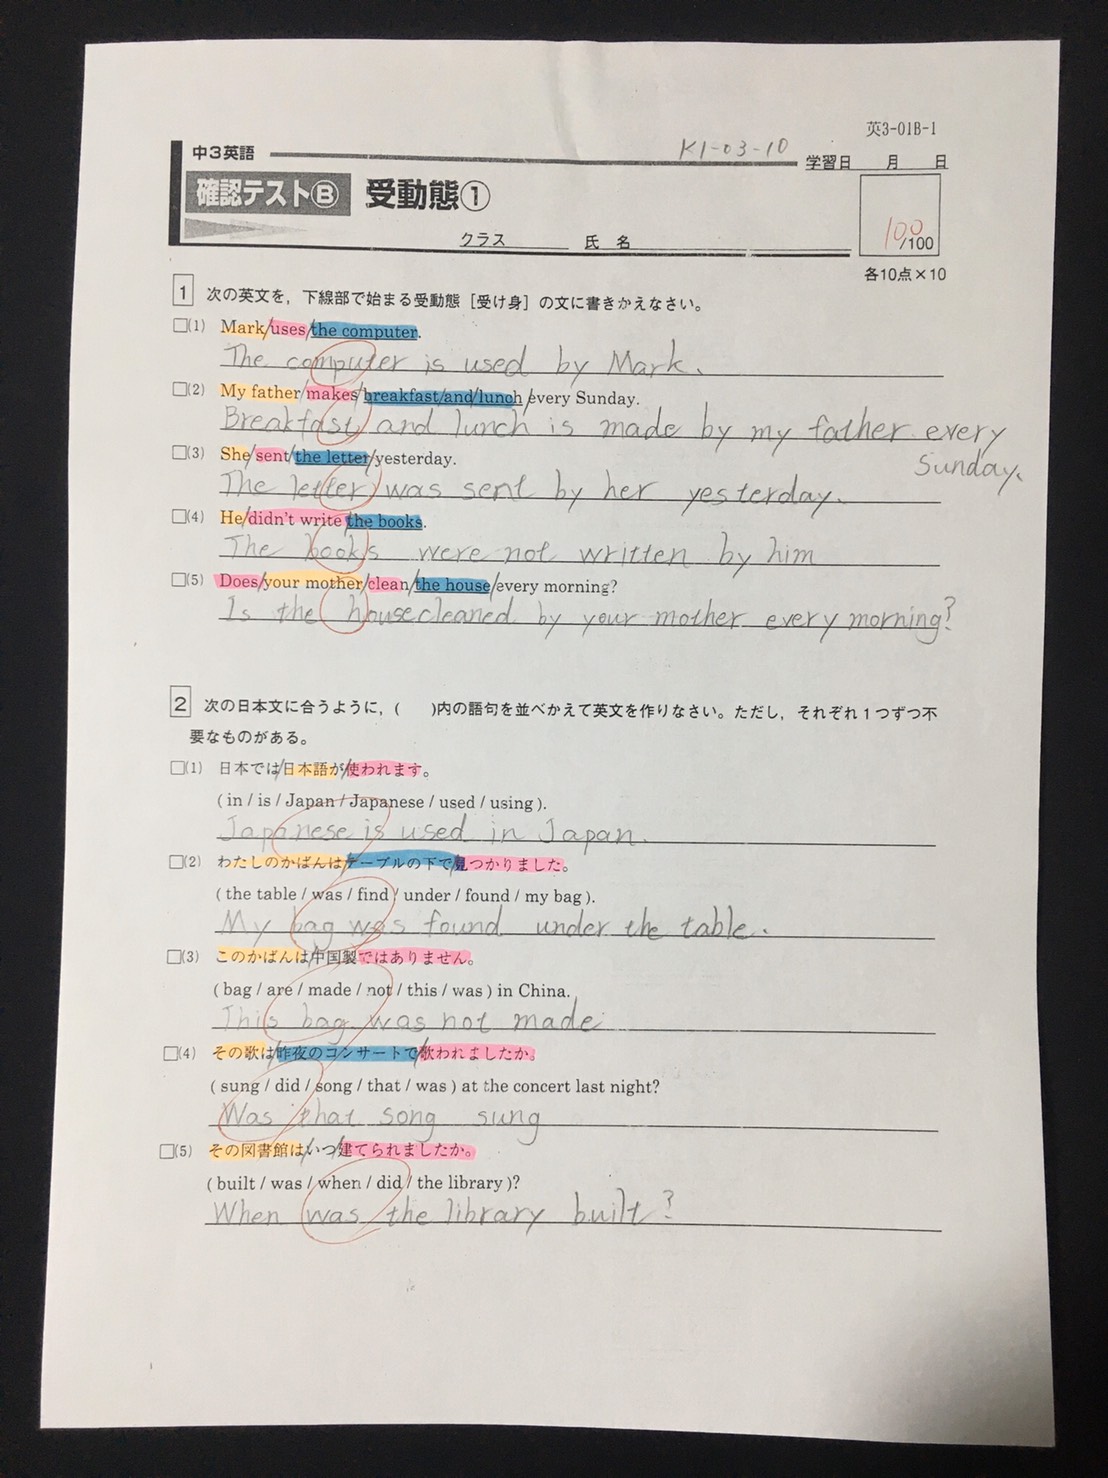 英3-01B-1
K1-03-10
中3英語
学習日 月 日
確認テストⒷ 受動態①
100/100
クラス 氏名
各10点×10
1 次の英文を，下線部で始まる受動態［受け身］の文に書きかえなさい。
□(1) Mark/uses/the computer.
The computer is used by Mark.
□(2) My father/makes/breakfast/and/lunch/every Sunday.
Breakfast and lunch is made by my father every
Sunday.
□(3) She/sent/the letter/yesterday.
The letter was sent by her yesterday.
□(4) He/didn't write/the books.
The books were not written by him
□(5) Does/your mother/clean/the house/every morning?
Is the house cleaned by your mother every morning?
2 次の日本文に合うように，( )内の語句を並べかえて英文を作りなさい。ただし，それぞれ1つずつ不
要なものがある。
□(1) 日本では/日本語が/使われます。
( in / is / Japan / Japanese / used / using ).
Japanese is used in Japan.
□(2) わたしのかばんは/テーブルの下で/見つかりました。
( the table / was / find / under / found / my bag ).
My bag was found under the table.
□(3) このかばんは/中国製ではありません。
( bag / are / made / not / this / was ) in China.
This bag was not made
□(4) その歌は/昨夜のコンサートで/歌われましたか。
( sung / did / song / that / was ) at the concert last night?
Was that song sung
□(5) その図書館は/いつ/建てられましたか。
( built / was / when / did / the library )?
When was the library built?